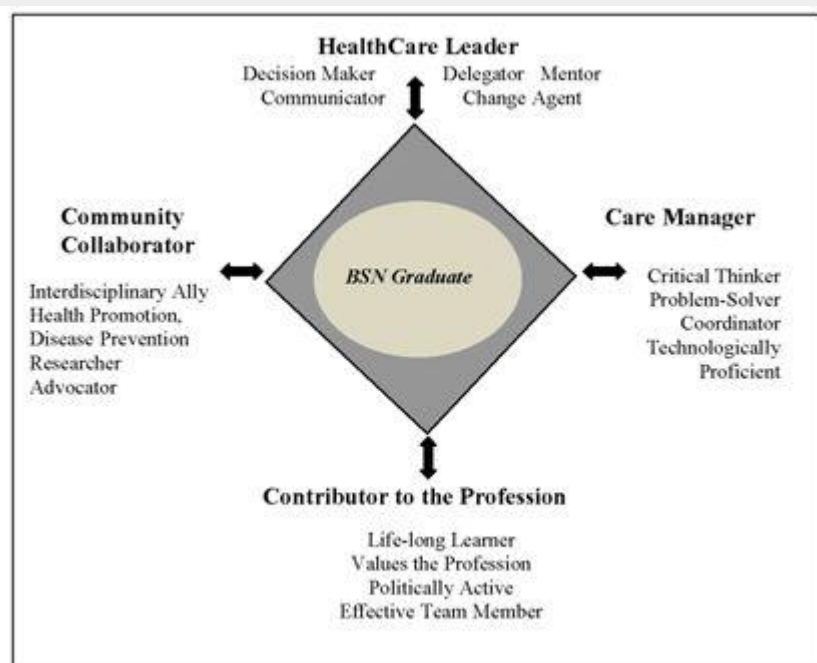 HealthCare Leader
Decision Maker Delegator Mentor
Communicator Change Agent
Community
Collaborator
Interdisciplinary Ally
Health Promotion,
Disease Prevention
Researcher
Advocator
BSN Graduate
Care Manager
Critical Thinker
Problem-Solver
Coordinator
Technologically
Proficient
Contributor to the Profession
Life-long Learner
Values the Profession
Politically Active
Effective Team Member